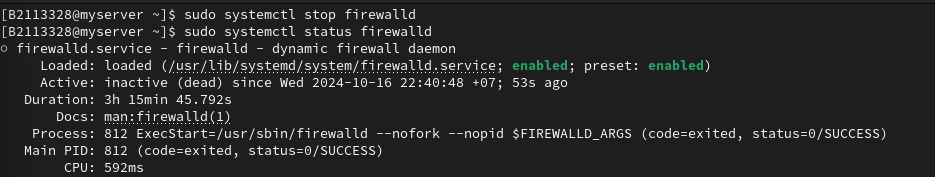 [B2113328@myserver ~]$ sudo systemctl stop firewalld
[B2113328@myserver ~]$ sudo systemctl status firewalld
○ firewalld.service - firewalld - dynamic firewall daemon
Loaded: loaded (/usr/lib/systemd/system/firewalld.service; enabled; preset: enabled)
Active: inactive (dead) since Wed 2024-10-16 22:40:48 +07; 53s ago
Duration: 3h 15min 45.792s
Docs: man:firewalld(1)
Process: 812 ExecStart=/usr/sbin/firewalld --nofork --nopid $FIREWALLD_ARGS (code=exited, status=0/SUCCESS)
Main PID: 812 (code=exited, status=0/SUCCESS)
CPU: 592ms